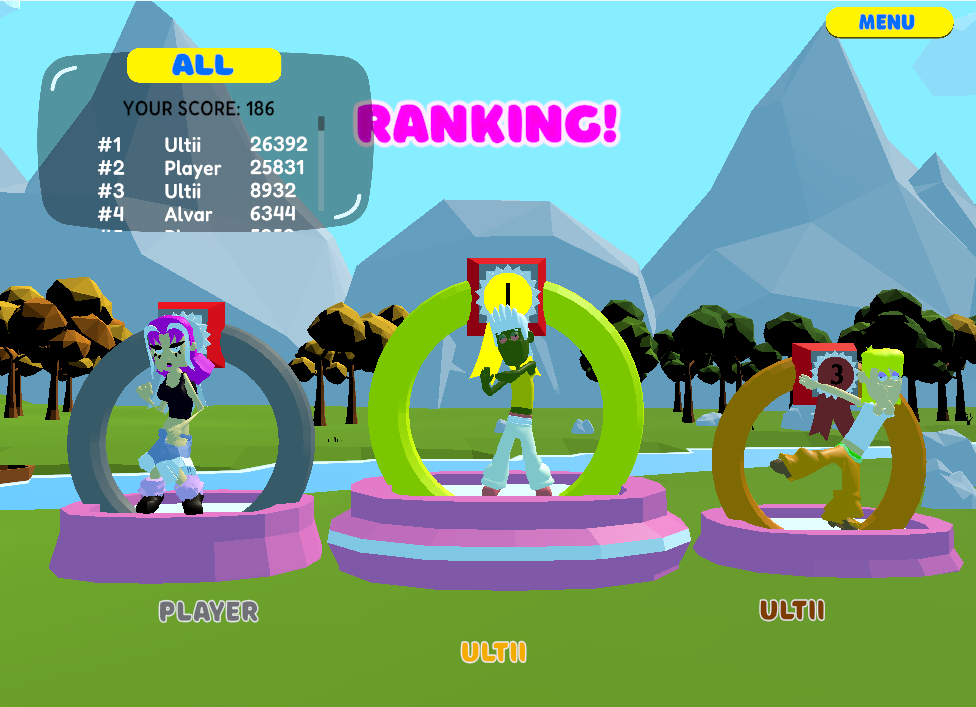 MENU
ALL
YOUR SCORE: 186
RANKING!
#1 Ultii 26392
#2 Player 25831
#3 Ultii 8932
#4 Alvar 6344
1
3
PLAYER
ULTII
ULTII